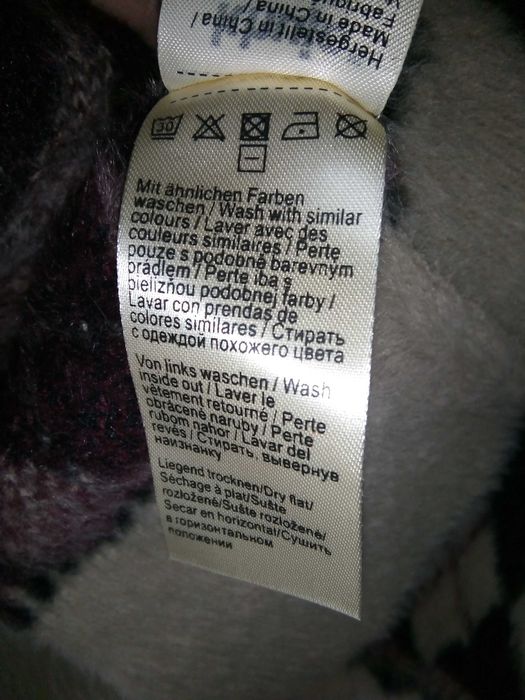 Hergestellt in China/
Made in China/
30
Mit ähnlichen Farben
waschen / Wash with similar
colours / Laver avec des
couleurs similaires / Perte
pouze s podobně barevným
prádlem / Perte iba s
bielizňou podobnej farby /
Lavar con prendas de
colores similares / Стирать
с одеждой похожего цвета
Von links waschen / Wash
inside out / Laver le
vêtement retourné / Perte
obrácené naruby / Perte
rubom nahor / Lavar del
revés / Стирать, вывернув
наизнанку
Liegend trocknen/Dry flat/
Séchage à plat/Sušte
rozložené/Sušte rozložené/
Secar en horizontal/Сушить
в горизонтальном
положении